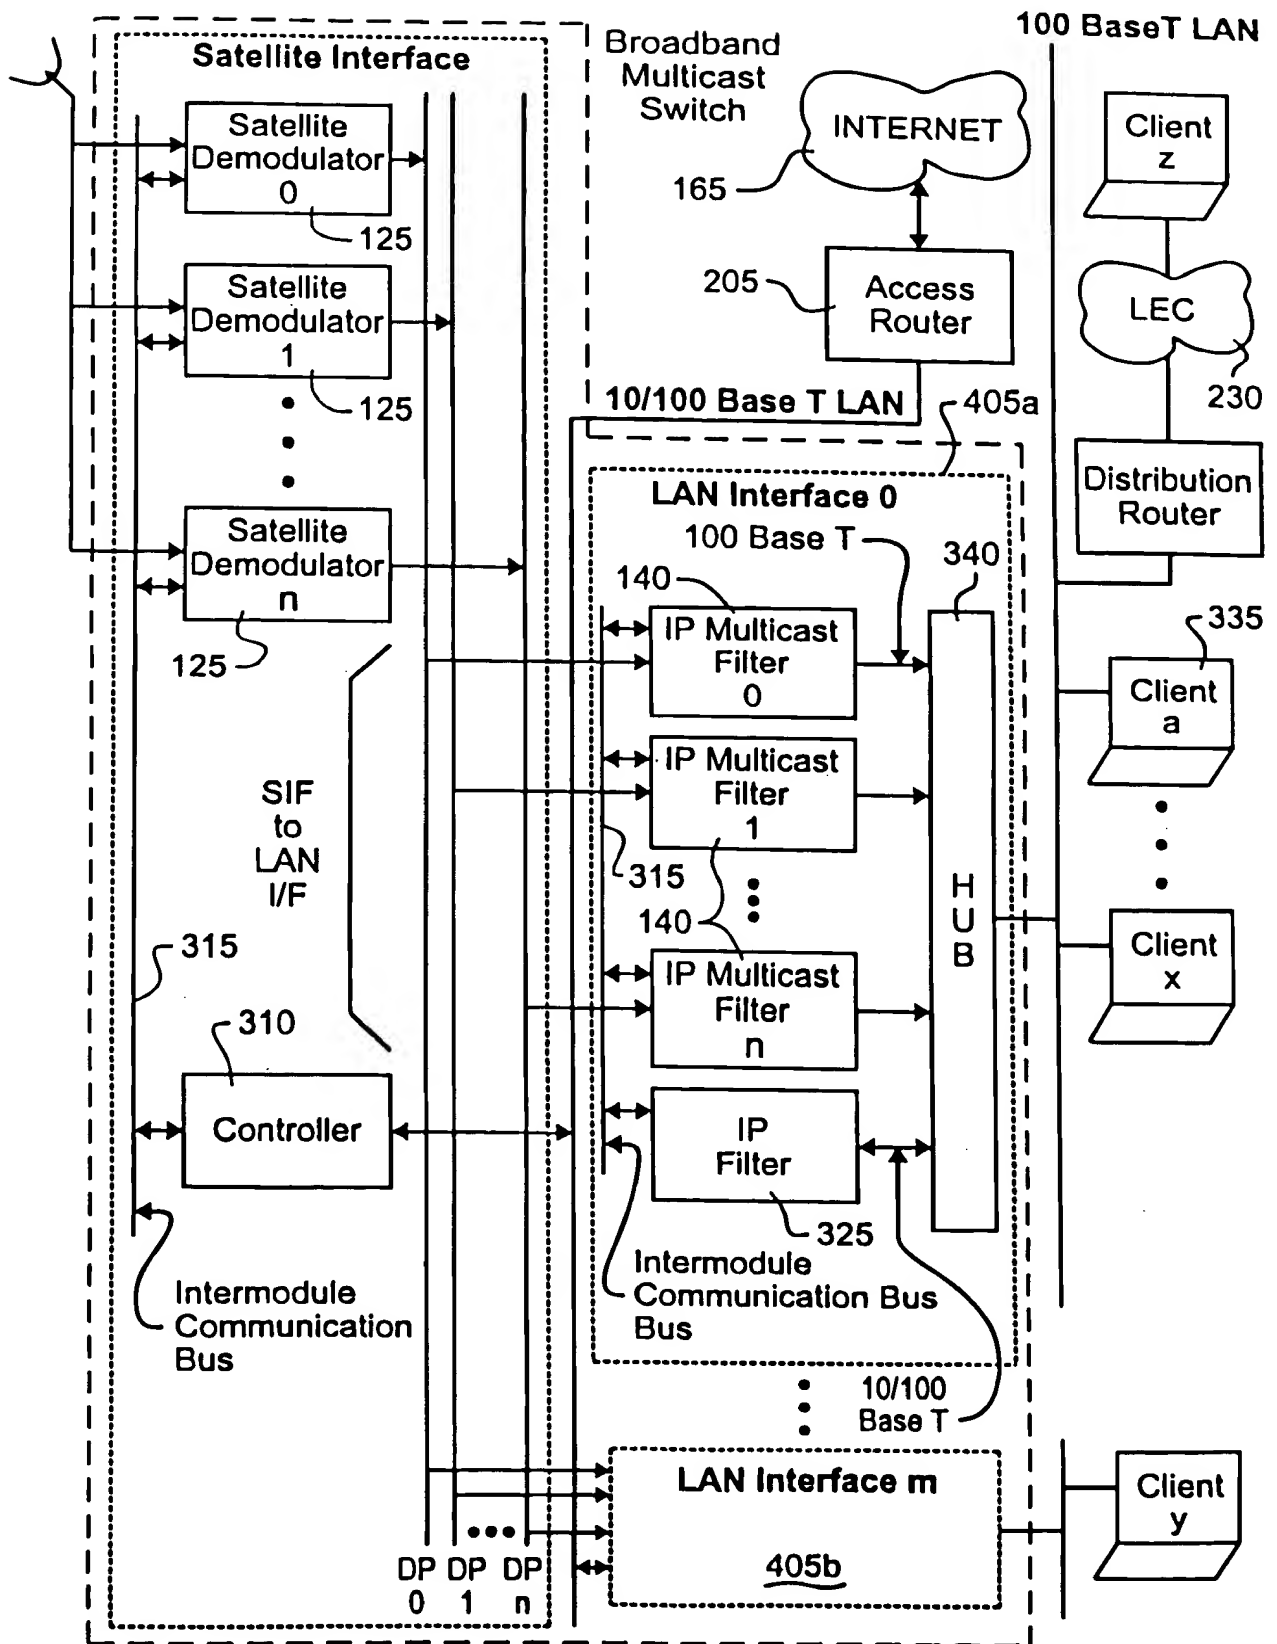 100 BaseT LAN
Satellite Interface
Broadband
Multicast
Switch
Satellite
Demodulator
0
125
INTERNET
165
Client
z
Satellite
Demodulator
1
125
205
Access
Router
LEC
230
10/100 Base T LAN
405a
Satellite
Demodulator
n
125
LAN Interface 0
100 Base T
340
Distribution
Router
140
IP Multicast
Filter
0
335
Client
a
SIF
to
LAN
I/F
IP Multicast
Filter
1
315
140
H
U
B
315
IP Multicast
Filter
n
Client
x
310
Controller
IP
Filter
325
Intermodule
Communication
Bus
Intermodule
Communication Bus
Bus
10/100
Base T
LAN Interface m
405b
Client
y
DP DP DP
0 1 n